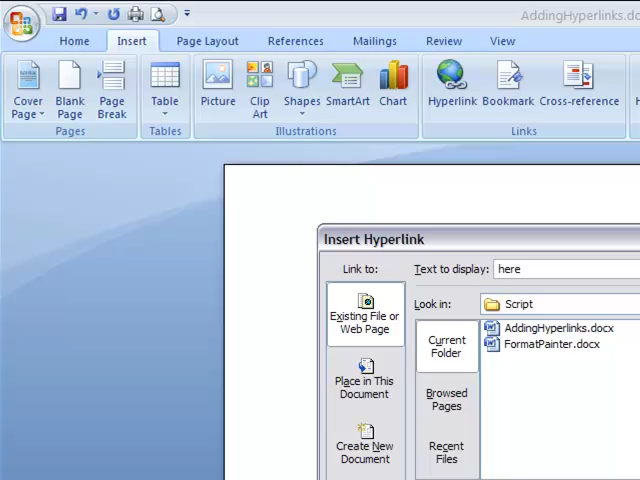 AddingHyperlinks.do
Home Insert Page Layout References Mailings Review View
Cover Page Blank Page Page Break Table Picture Clip Art Shapes SmartArt Chart Hyperlink Bookmark Cross-reference
Pages Tables Illustrations Links
Insert Hyperlink
Link to: Text to display: here
Look in: Script
Existing File or Web Page
Current Folder
AddingHyperlinks.docx
FormatPainter.docx
Place in This Document
Browsed Pages
Create New Document
Recent Files